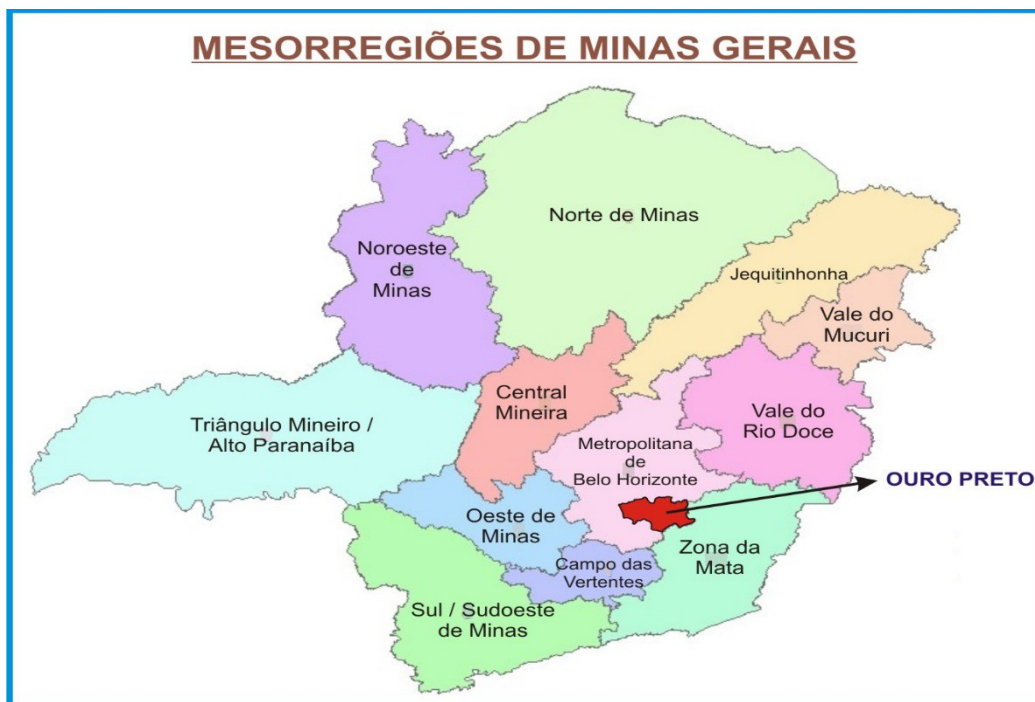 MESORREGIÕES DE MINAS GERAIS
Norte de Minas
Noroeste
de
Minas
Jequitinhonha
Vale do
Mucuri
Central
Mineira
Triângulo Mineiro /
Alto Paranaíba
Vale do
Rio Doce
Metropolitana
de
Belo Horizonte
OURO PRETO
Oeste de
Minas
Zona da
Mata
Campo das
Vertentes
Sul / Sudoeste
de Minas